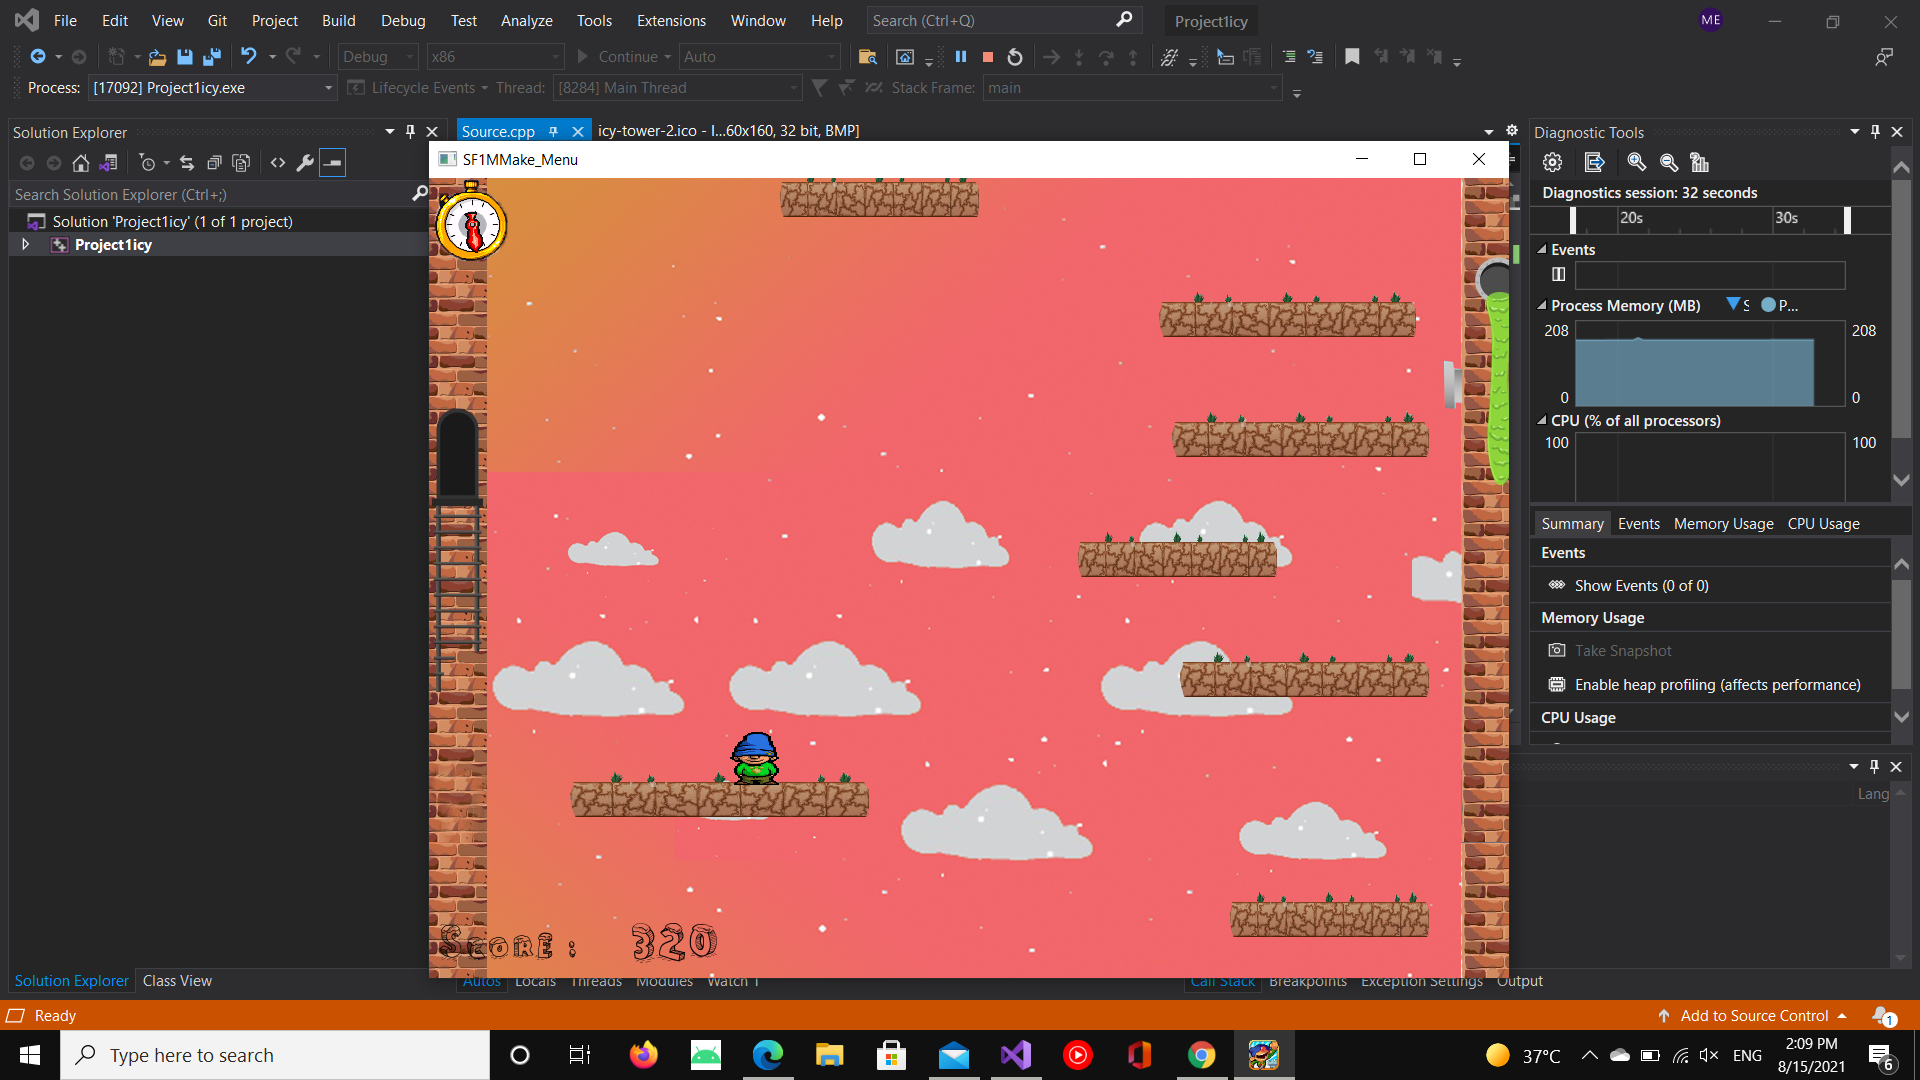 File Edit View Git Project Build Debug Test Analyze Tools Extensions Window Help Search (Ctrl+Q) Project1icy ME
Debug x86 Continue Auto
Process: [17092] Project1icy.exe Lifecycle Events Thread: [8284] Main Thread Stack Frame: main
Solution Explorer
Source.cpp icy-tower-2.ico - I...60x160, 32 bit, BMP]
Diagnostic Tools
SF1MMake_Menu
Search Solution Explorer (Ctrl+;)
Solution 'Project1icy' (1 of 1 project)
Project1icy
Diagnostics session: 32 seconds
20s 30s
Events
Process Memory (MB) S P...
208 208
0 0
CPU (% of all processors)
100 100
Summary Events Memory Usage CPU Usage
Events
Show Events (0 of 0)
Memory Usage
Take Snapshot
Enable heap profiling (affects performance)
CPU Usage
Lang
Score: 320
Solution Explorer Class View
Autos Locals Threads Modules Watch 1
Call Stack Breakpoints Exception Settings Output
Ready
Add to Source Control 1
Type here to search
37°C ENG
2:09 PM
8/15/2021
6